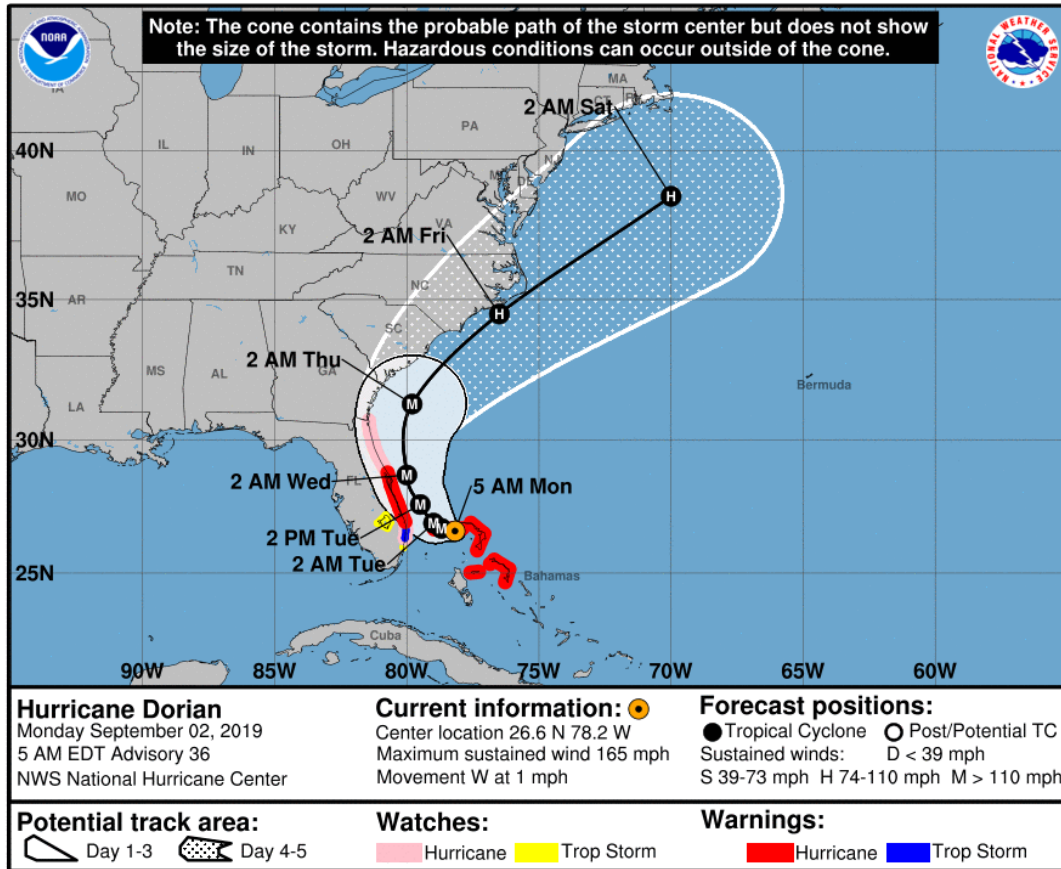 Note: The cone contains the probable path of the storm center but does not show
the size of the storm. Hazardous conditions can occur outside of the cone.
NOAA
NATIONAL WEATHER SERVICE
MA
CT
2 AM Sat
PA
40N
IL
IN
OH
NJ
MO
WV
DE
KY
VA
2 AM Fri
TN
NC
AR
35N
SC
2 AM Thu
MS
AL
GA
Bermuda
LA
30N
2 AM Wed
FL
5 AM Mon
2 PM Tue
2 AM Tue
25N
Bahamas
Cuba
90W 85W 80W 75W 70W 65W 60W
H
H
M
M
M
M
M
Hurricane Dorian
Monday September 02, 2019
5 AM EDT Advisory 36
NWS National Hurricane Center
Current information:
Center location 26.6 N 78.2 W
Maximum sustained wind 165 mph
Movement W at 1 mph
Forecast positions:
Tropical Cyclone Post/Potential TC
Sustained winds: D < 39 mph
S 39-73 mph H 74-110 mph M > 110 mph
Potential track area:
Day 1-3 Day 4-5
Watches:
Hurricane Trop Storm
Warnings:
Hurricane Trop Storm